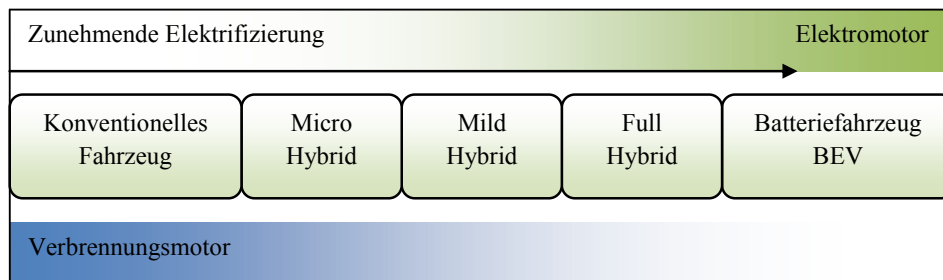 Zunehmende Elektrifizierung Elektromotor
Konventionelles Fahrzeug
Micro Hybrid
Mild Hybrid
Full Hybrid
Batteriefahrzeug BEV
Verbrennungsmotor